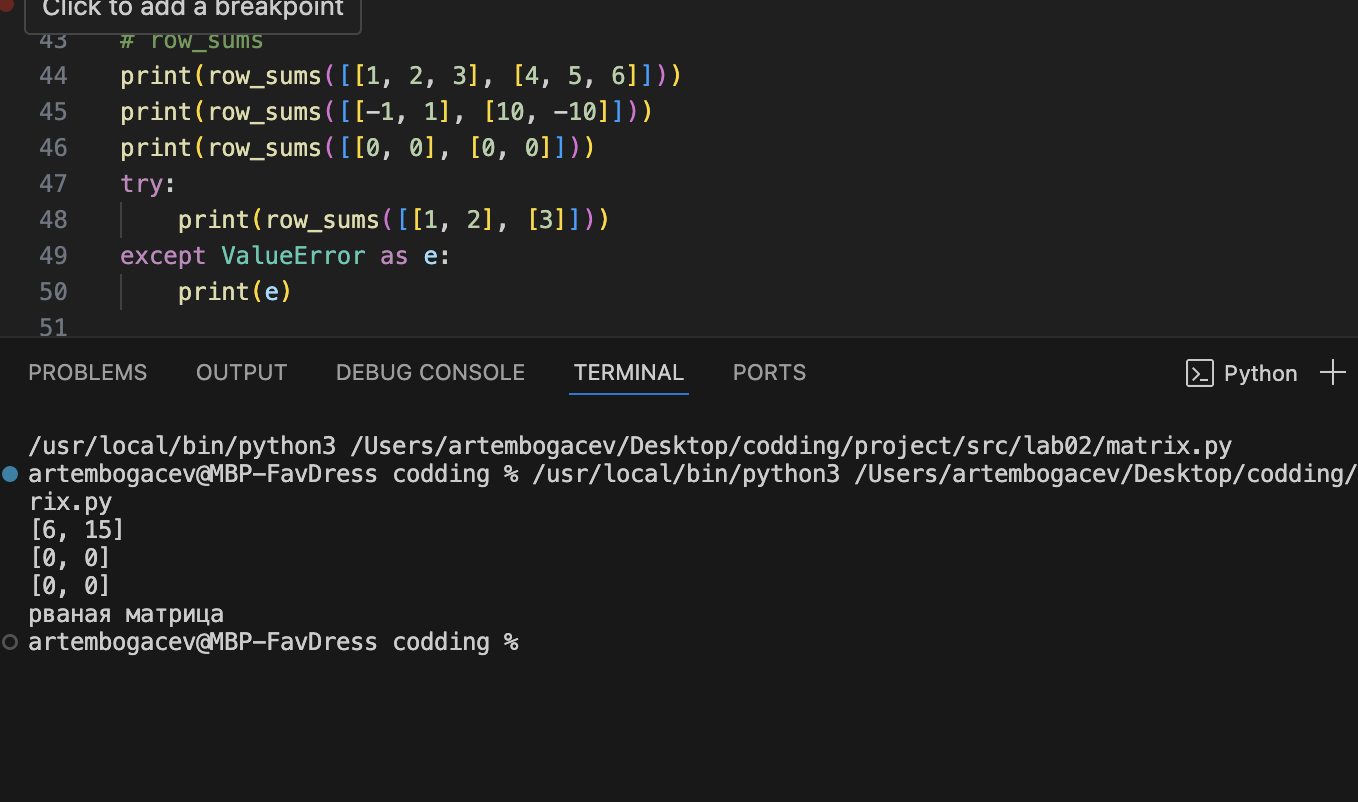 Click to add a breakpoint
43 # row_sums
44 print(row_sums([[1, 2, 3], [4, 5, 6]]))
45 print(row_sums([[-1, 1], [10, -10]]))
46 print(row_sums([[0, 0], [0, 0]]))
47 try:
48     print(row_sums([[1, 2], [3]]))
49 except ValueError as e:
50     print(e)
51
PROBLEMS OUTPUT DEBUG CONSOLE TERMINAL PORTS Python
/usr/local/bin/python3 /Users/artembogacev/Desktop/codding/project/src/lab02/matrix.py
artembogacev@MBP-FavDress codding % /usr/local/bin/python3 /Users/artembogacev/Desktop/codding/
rix.py
[6, 15]
[0, 0]
[0, 0]
рваная матрица
artembogacev@MBP-FavDress codding %